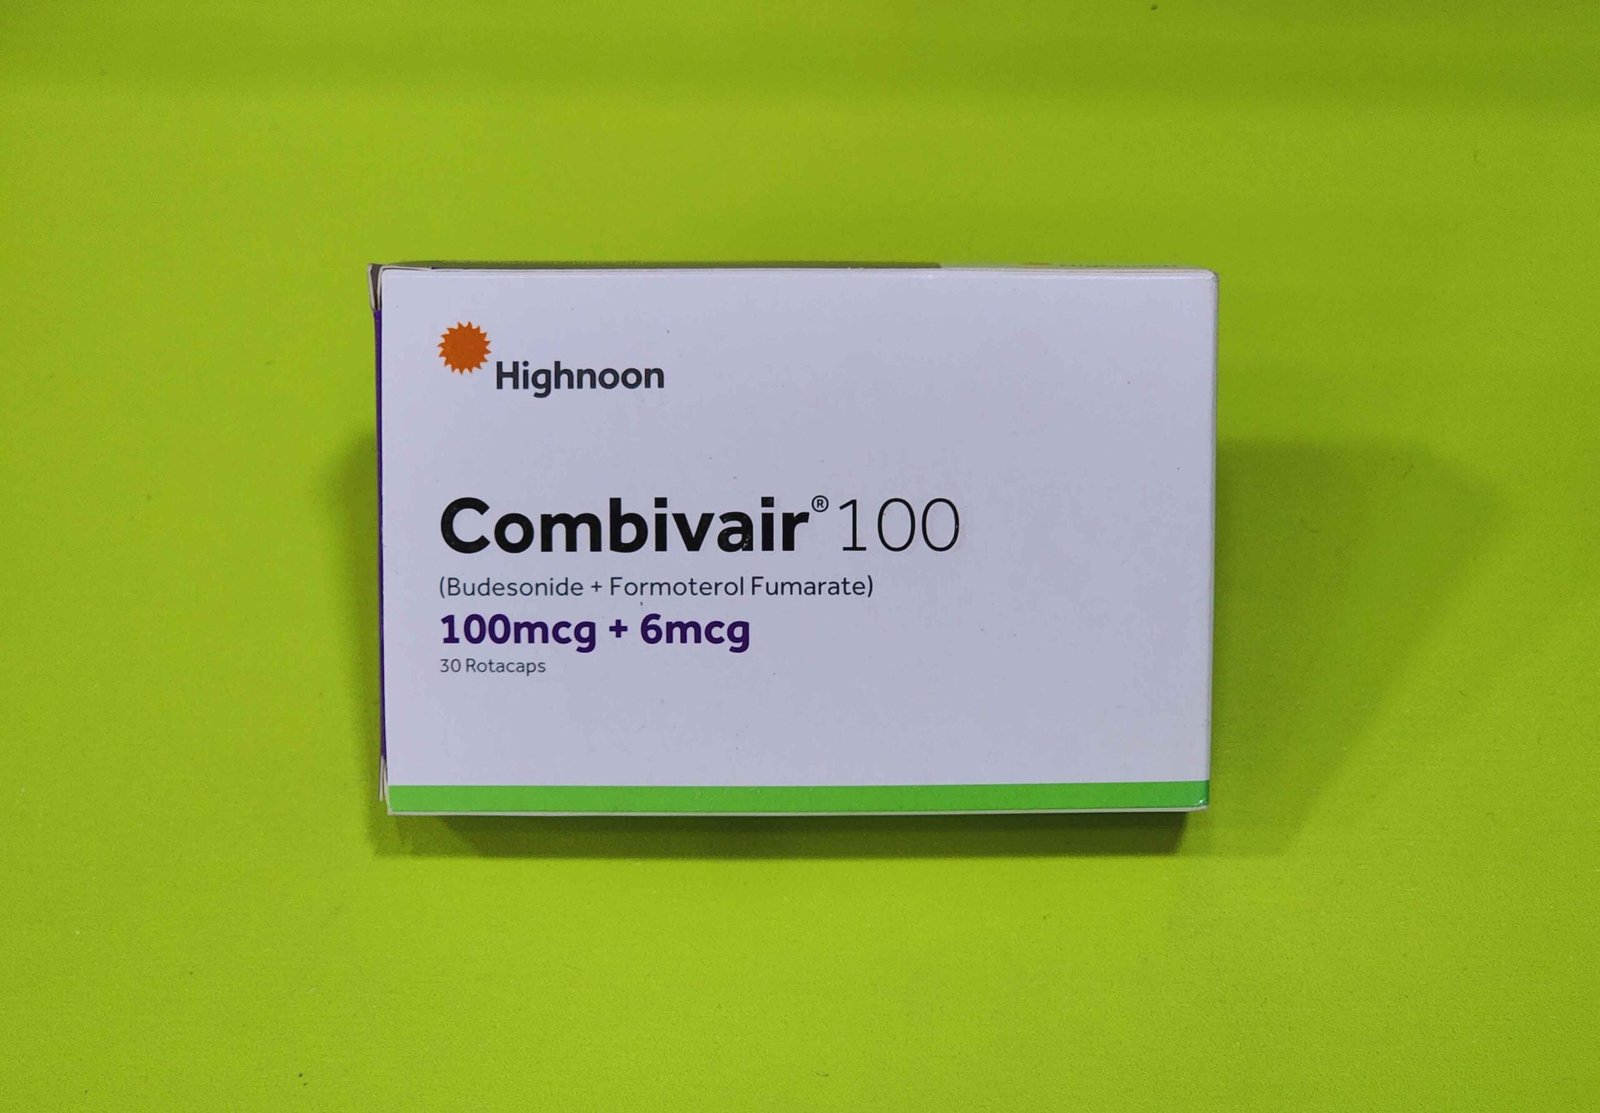 Highnoon
Combivair® 100
(Budesonide + Formoterol Fumarate)
100mcg + 6mcg
30 Rotacaps